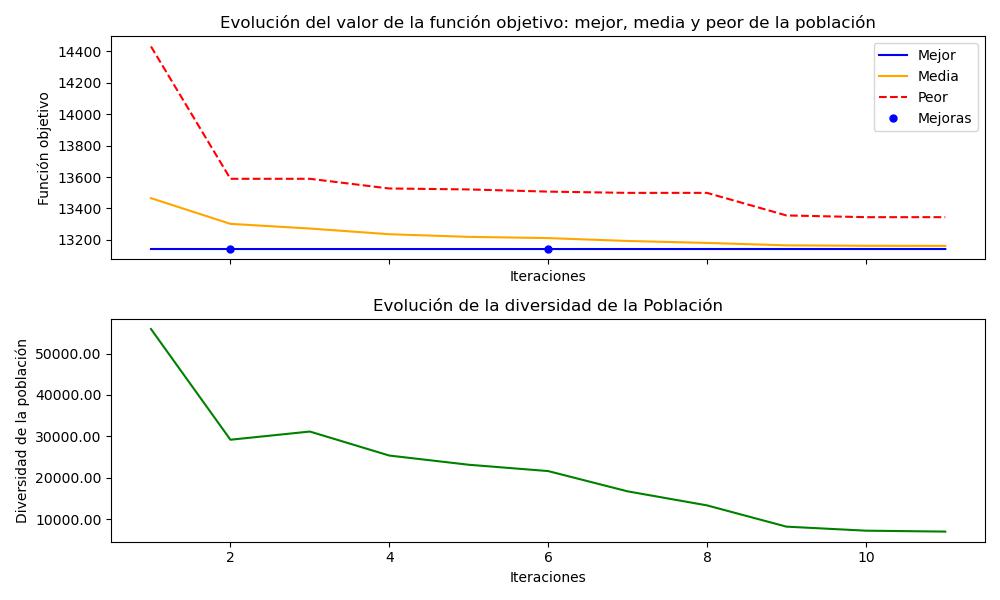 Evolución del valor de la función objetivo: mejor, media y peor de la población
14400
14200
14000
13800
13600
13400
13200
Función objetivo
Mejor
Media
Peor
Mejoras
Iteraciones
Evolución de la diversidad de la Población
50000.00
40000.00
30000.00
20000.00
10000.00
Diversidad de la población
2 4 6 8 10
Iteraciones